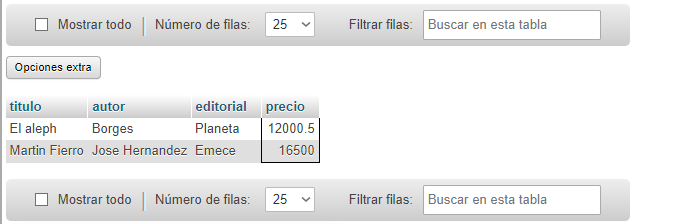 Mostrar todo Número de filas: 25 Filtrar filas: Buscar en esta tabla
Opciones extra
titulo autor editorial precio
El aleph Borges Planeta 12000.5
Martin Fierro Jose Hernandez Emece 16500
Mostrar todo Número de filas: 25 Filtrar filas: Buscar en esta tabla